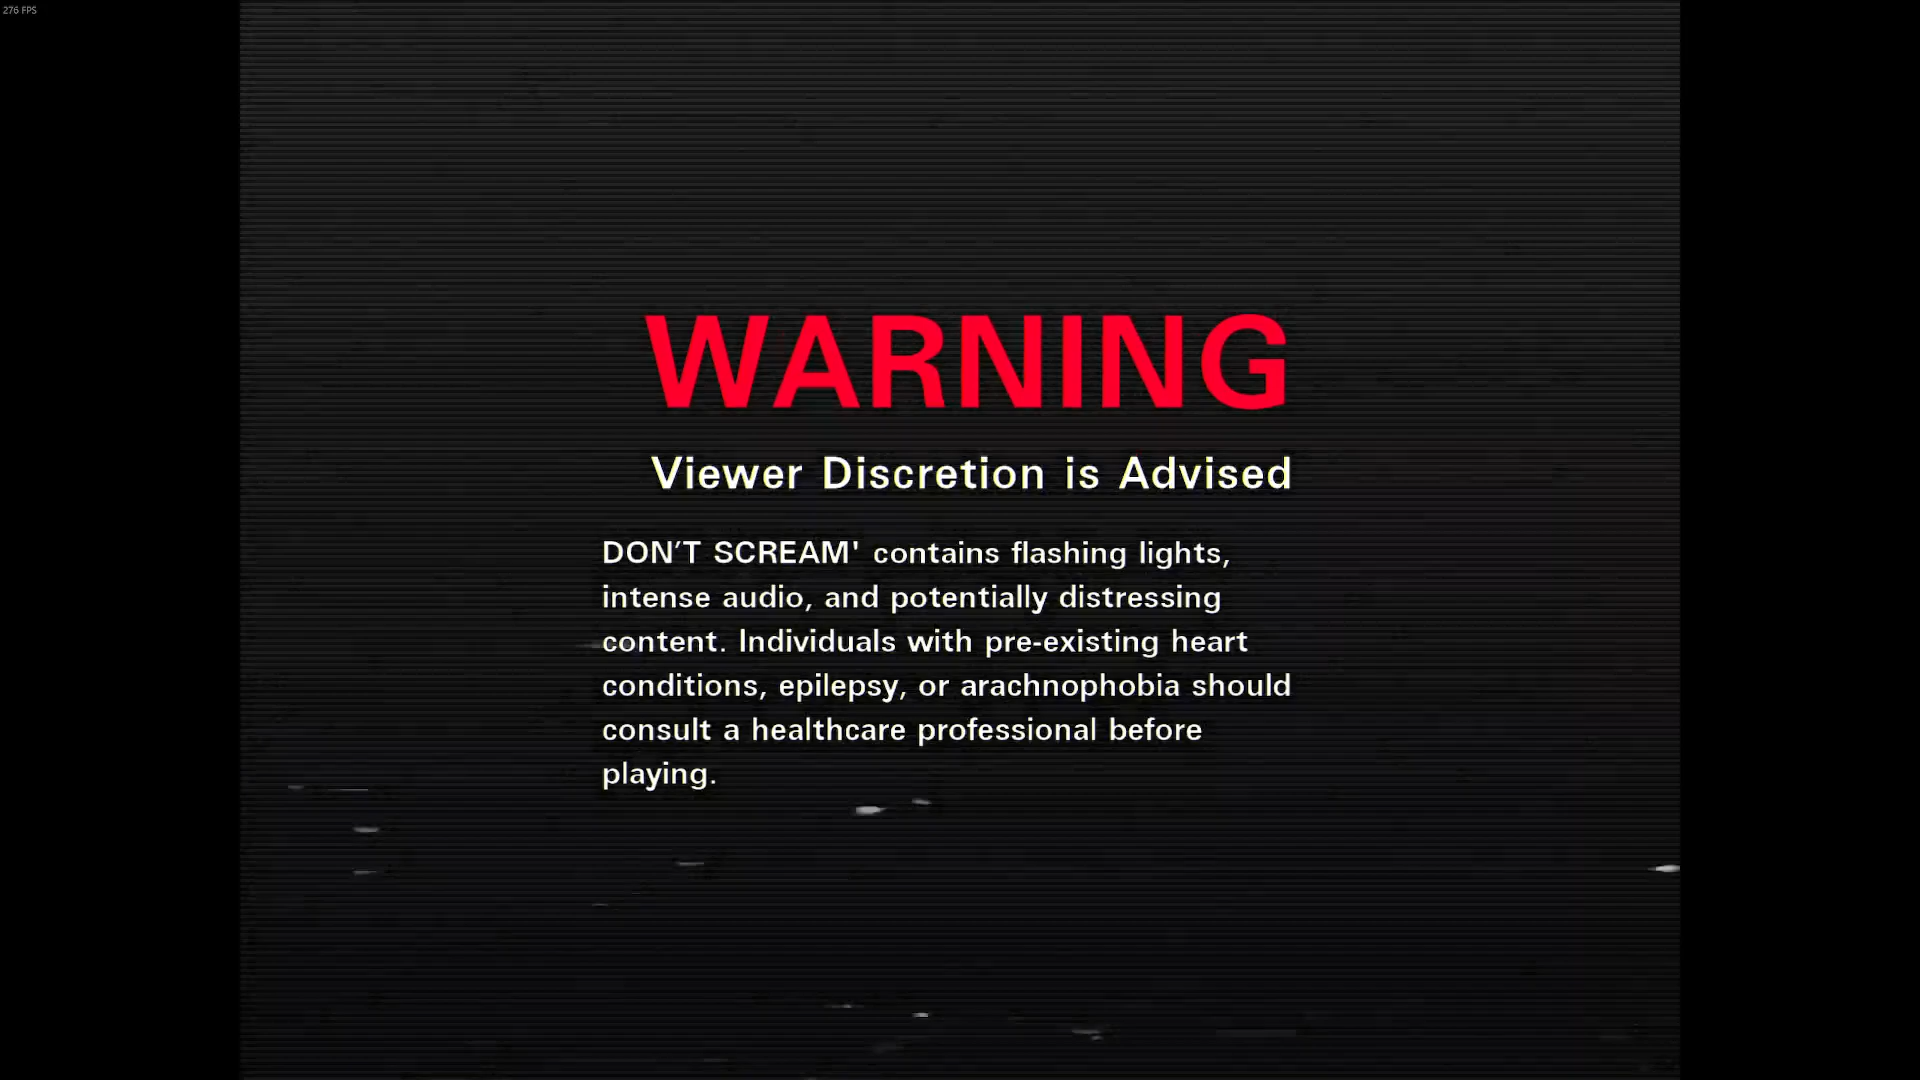 276 FPS
WARNING
Viewer Discretion is Advised
DON’T SCREAM' contains flashing lights,
intense audio, and potentially distressing
content. Individuals with pre-existing heart
conditions, epilepsy, or arachnophobia should
consult a healthcare professional before
playing.